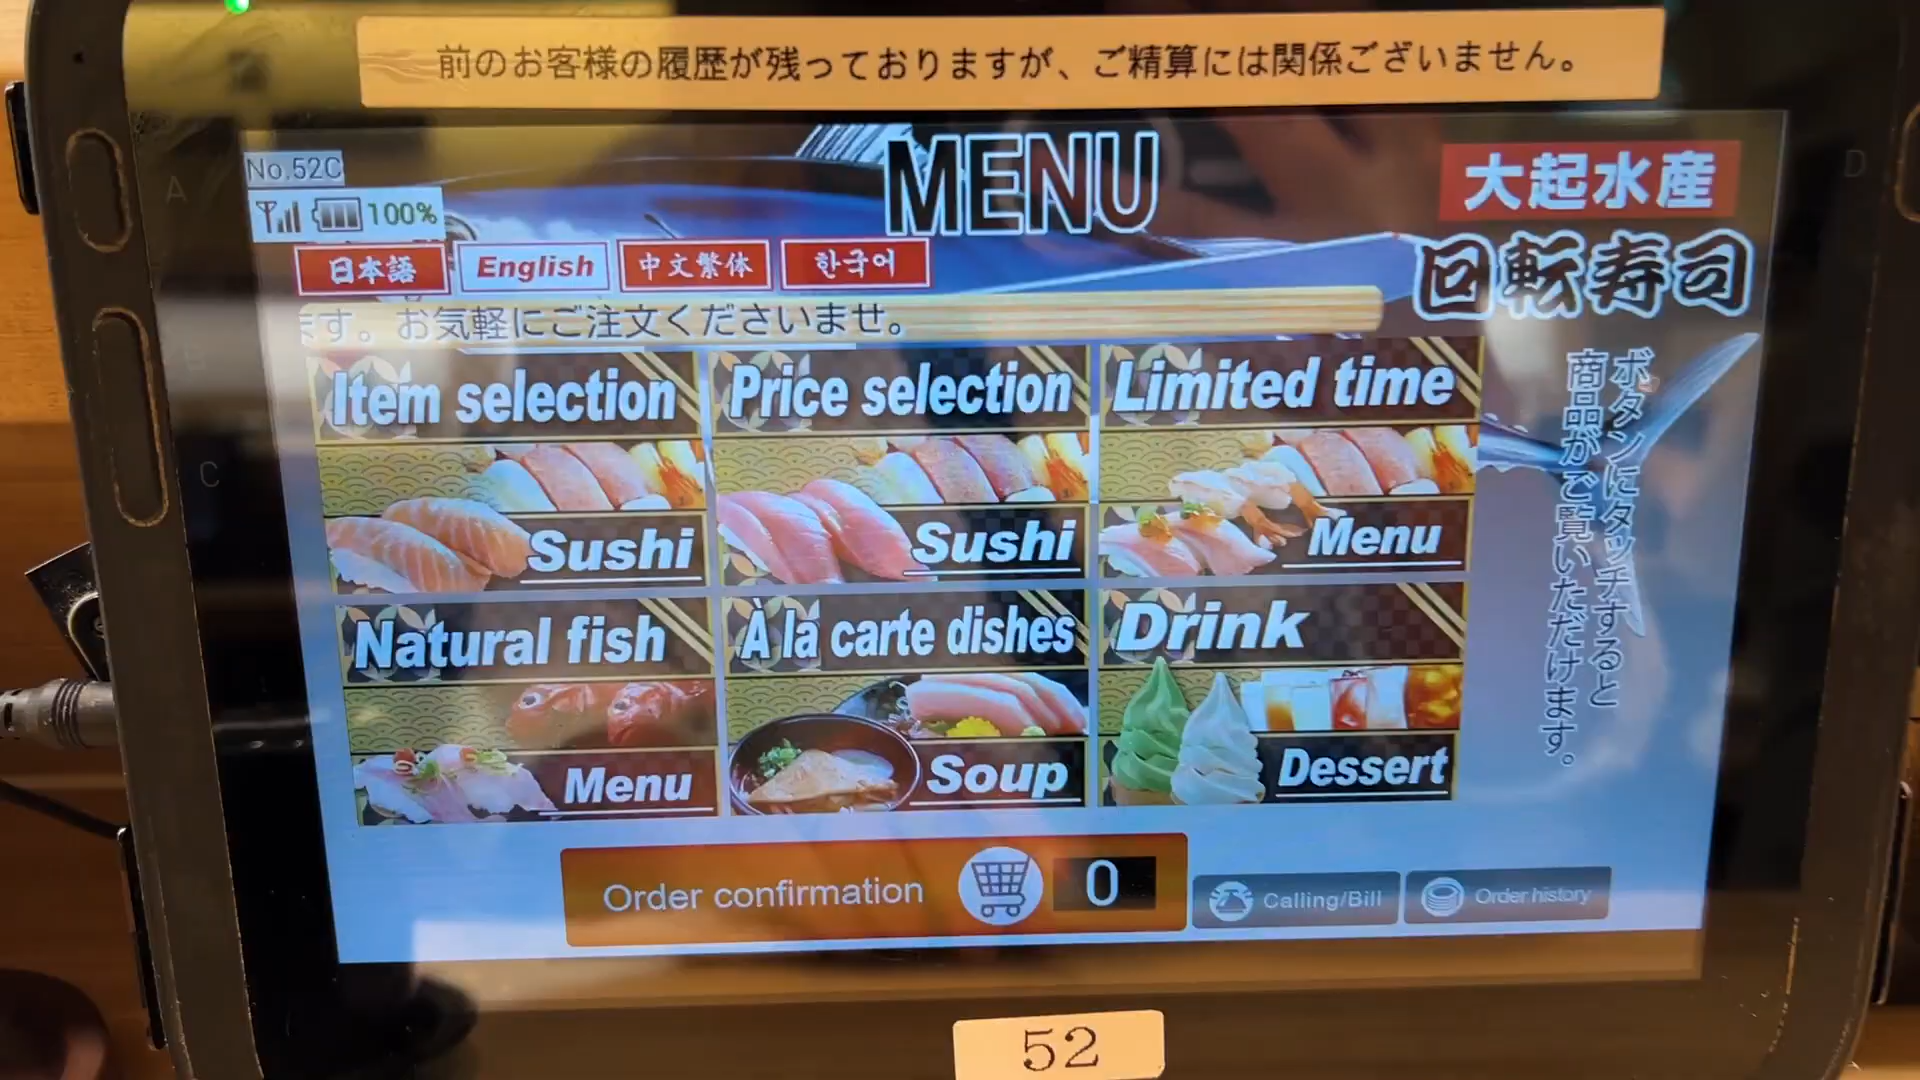 前のお客様の履歴が残っておりますが、ご精算には関係ございません。
No.52C
100%
MENU
大起水産
回転寿司
日本語
English
中文繁体
한국어
ます。お気軽にご注文くださいませ。
Item selection
Sushi
Price selection
Sushi
Limited time
Menu
ボタンにタッチすると
商品がご覧いただけます。
Natural fish
Menu
À la carte dishes
Soup
Drink
Dessert
Order confirmation
0
Calling/Bill
Order history
52
A
B
C
D